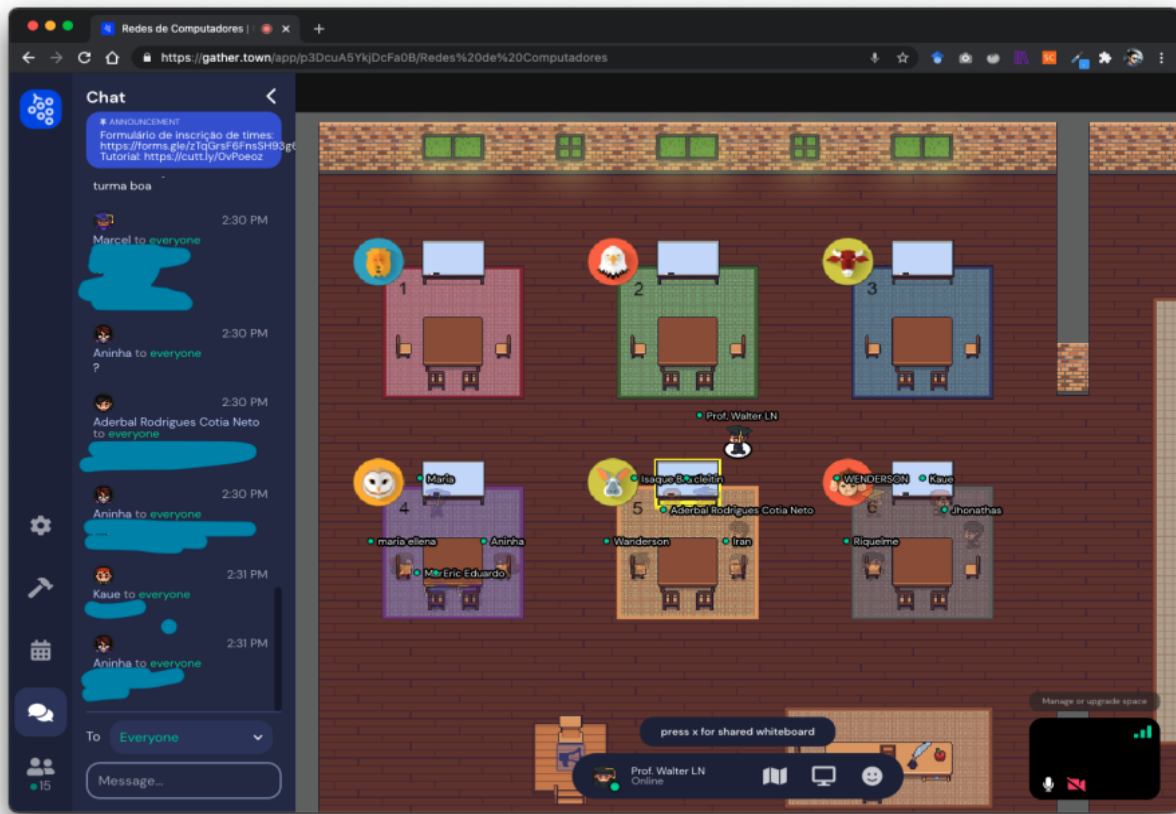 Redes de Computadores |
https://gather.town/app/p3DcuA5YkjDcFa0B/Redes%20de%20Computadores
SC
Chat
ANNOUNCEMENT
Formulário de inscrição de times:
https://forms.gle/zTqGrsF6FnsSH93g6
Tutorial: https://cutt.ly/OvPoeoz
turma boa
2:30 PM
Marcel to everyone
2:30 PM
Aninha to everyone
?
2:30 PM
Aderbal Rodrigues Cotia Neto
to everyone
2:30 PM
Aninha to everyone
2:31 PM
Kaue to everyone
2:31 PM
Aninha to everyone
To Everyone
Message...
15
1
2
3
Prof. Walter LN
4
Maria
maria ellena
Aninha
Eric Eduardo
5
Isaque
cleitin
Aderbal Rodrigues Cotia Neto
Wanderson
Iran
6
WENDERSON
Kaue
Jhonathas
Riquelme
Manage or upgrade space
press x for shared whiteboard
Prof. Walter LN
Online